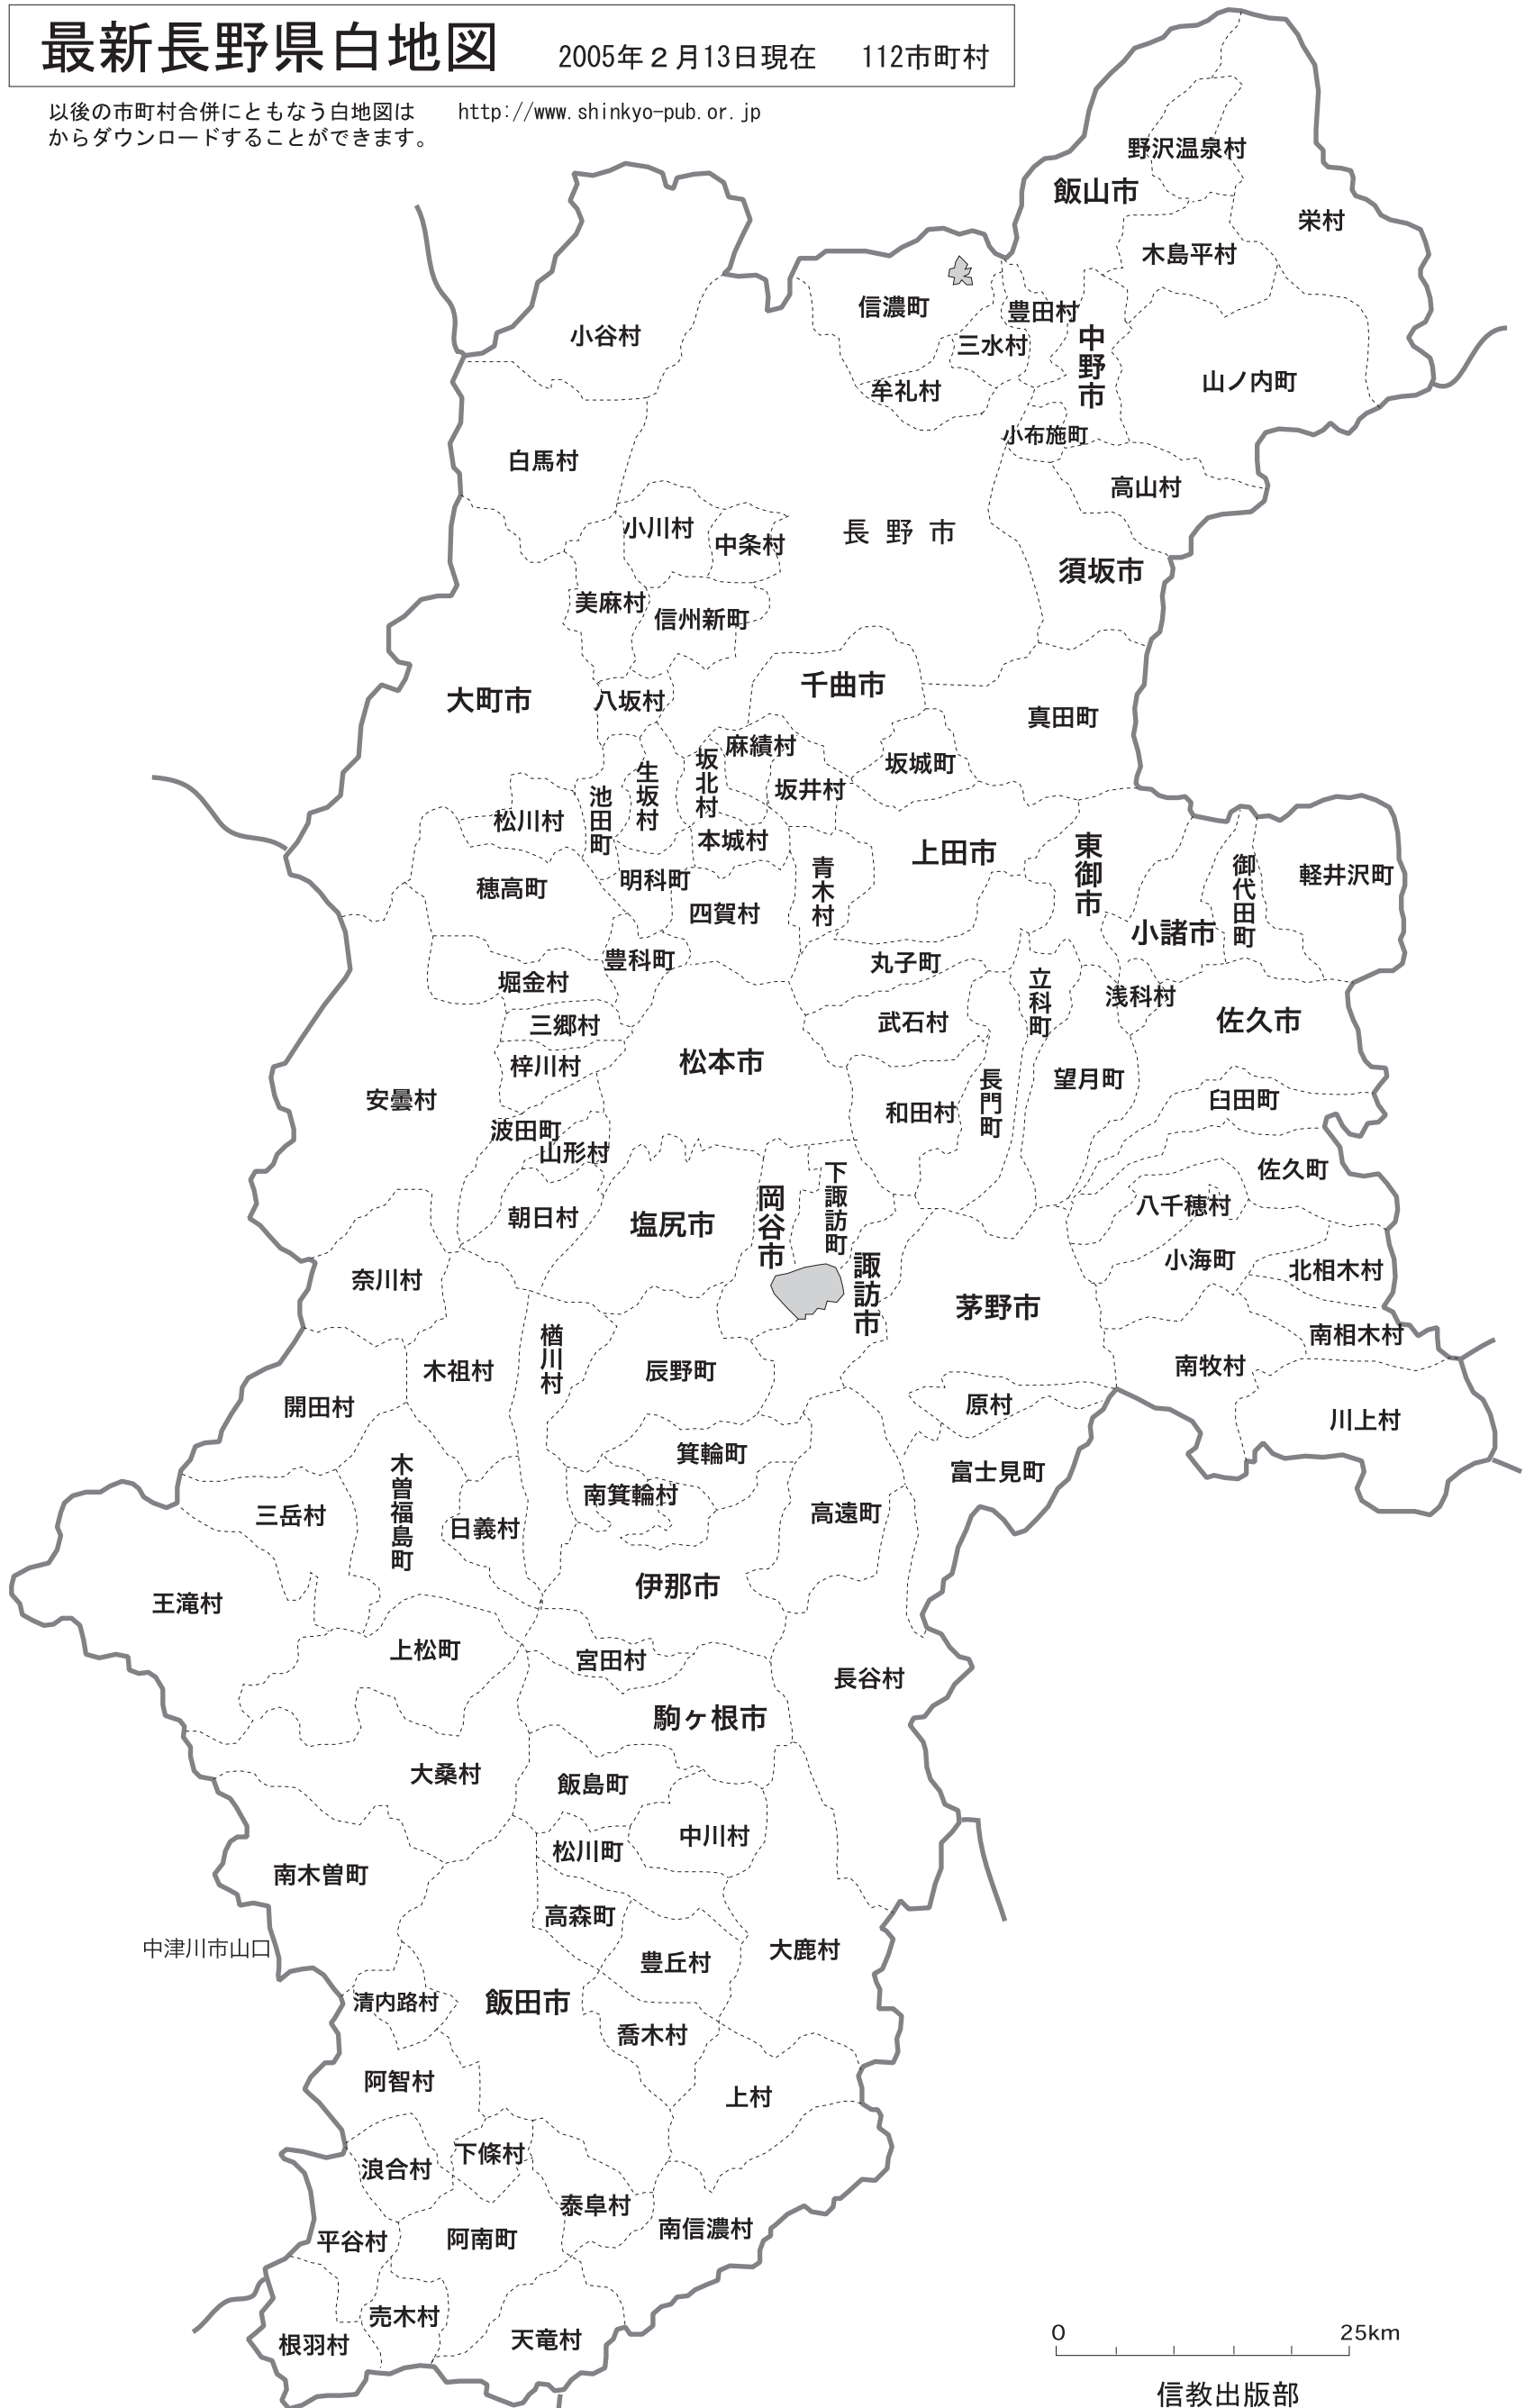 最新長野県白地図 2005年２月13日現在 112市町村
以後の市町村合併にともなう白地図は http://www.shinkyo-pub.or.jp
からダウンロードすることができます。
野沢温泉村
飯山市
栄村
木島平村
信濃町
豊田村
小谷村
三水村
中野市
山ノ内町
牟礼村
小布施町
白馬村
高山村
小川村
中条村
長野市
須坂市
美麻村
信州新町
千曲市
大町市
八坂村
真田町
麻績村
坂北村
坂城町
生坂村
坂井村
池田町
松川村
本城村
上田市
東御市
青木村
御代田町
軽井沢町
穂高町
明科町
四賀村
小諸市
豊科町
丸子町
堀金村
立科町
浅科村
三郷村
武石村
佐久市
梓川村
松本市
望月町
安曇村
長門町
臼田町
和田村
波田町
山形村
佐久町
下諏訪町
岡谷市
八千穂村
朝日村
塩尻市
小海町
北相木村
奈川村
諏訪市
茅野市
南相木村
楢川村
木祖村
辰野町
南牧村
開田村
原村
川上村
箕輪町
富士見町
木曽福島町
南箕輪村
三岳村
日義村
高遠町
伊那市
王滝村
上松町
宮田村
長谷村
駒ヶ根市
大桑村
飯島町
中川村
松川町
南木曽町
高森町
中津川市山口
大鹿村
豊丘村
清内路村
飯田市
喬木村
阿智村
上村
下條村
浪合村
泰阜村
南信濃村
平谷村
阿南町
売木村
天竜村
根羽村
0 25km
信教出版部